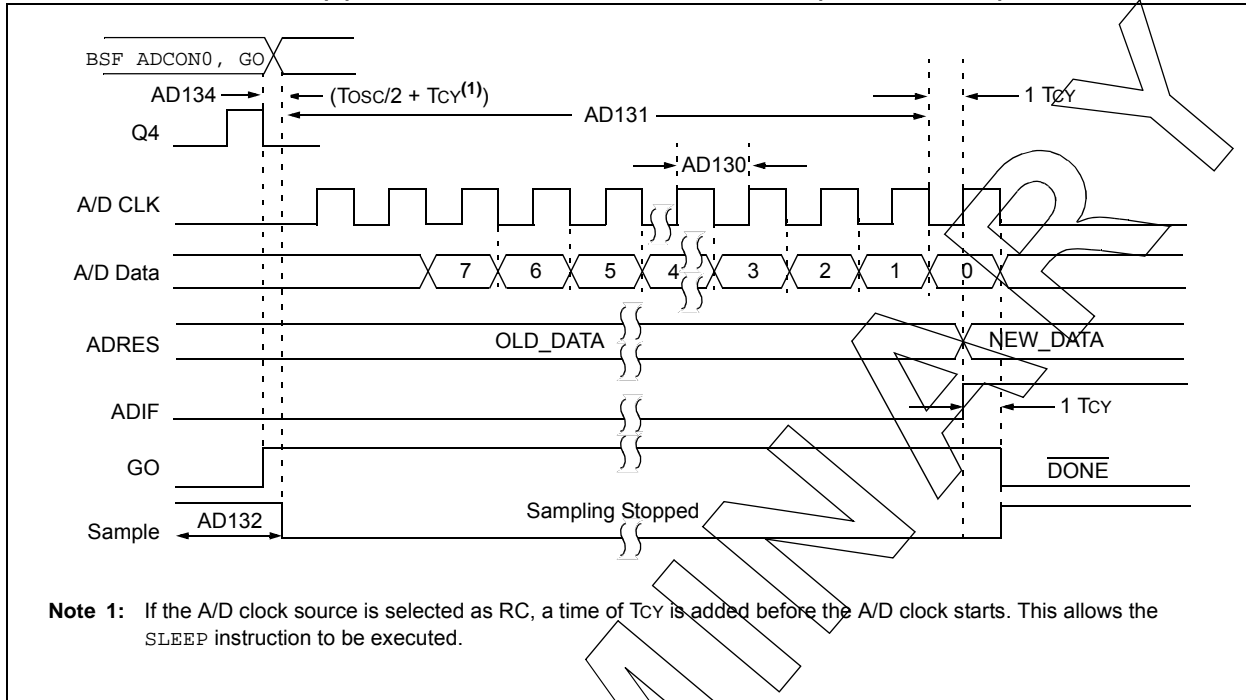 BSF ADCON0, GO
AD134
(TOSC/2 + TCY(1))
1 TCY
AD131
Q4
AD130
A/D CLK
A/D Data
7 6 5 4 3 2 1 0
ADRES
OLD_DATA
NEW_DATA
ADIF
1 TCY
GO
DONE
Sample
AD132
Sampling Stopped
Note 1: If the A/D clock source is selected as RC, a time of TCY is added before the A/D clock starts. This allows the
SLEEP instruction to be executed.
MINARY